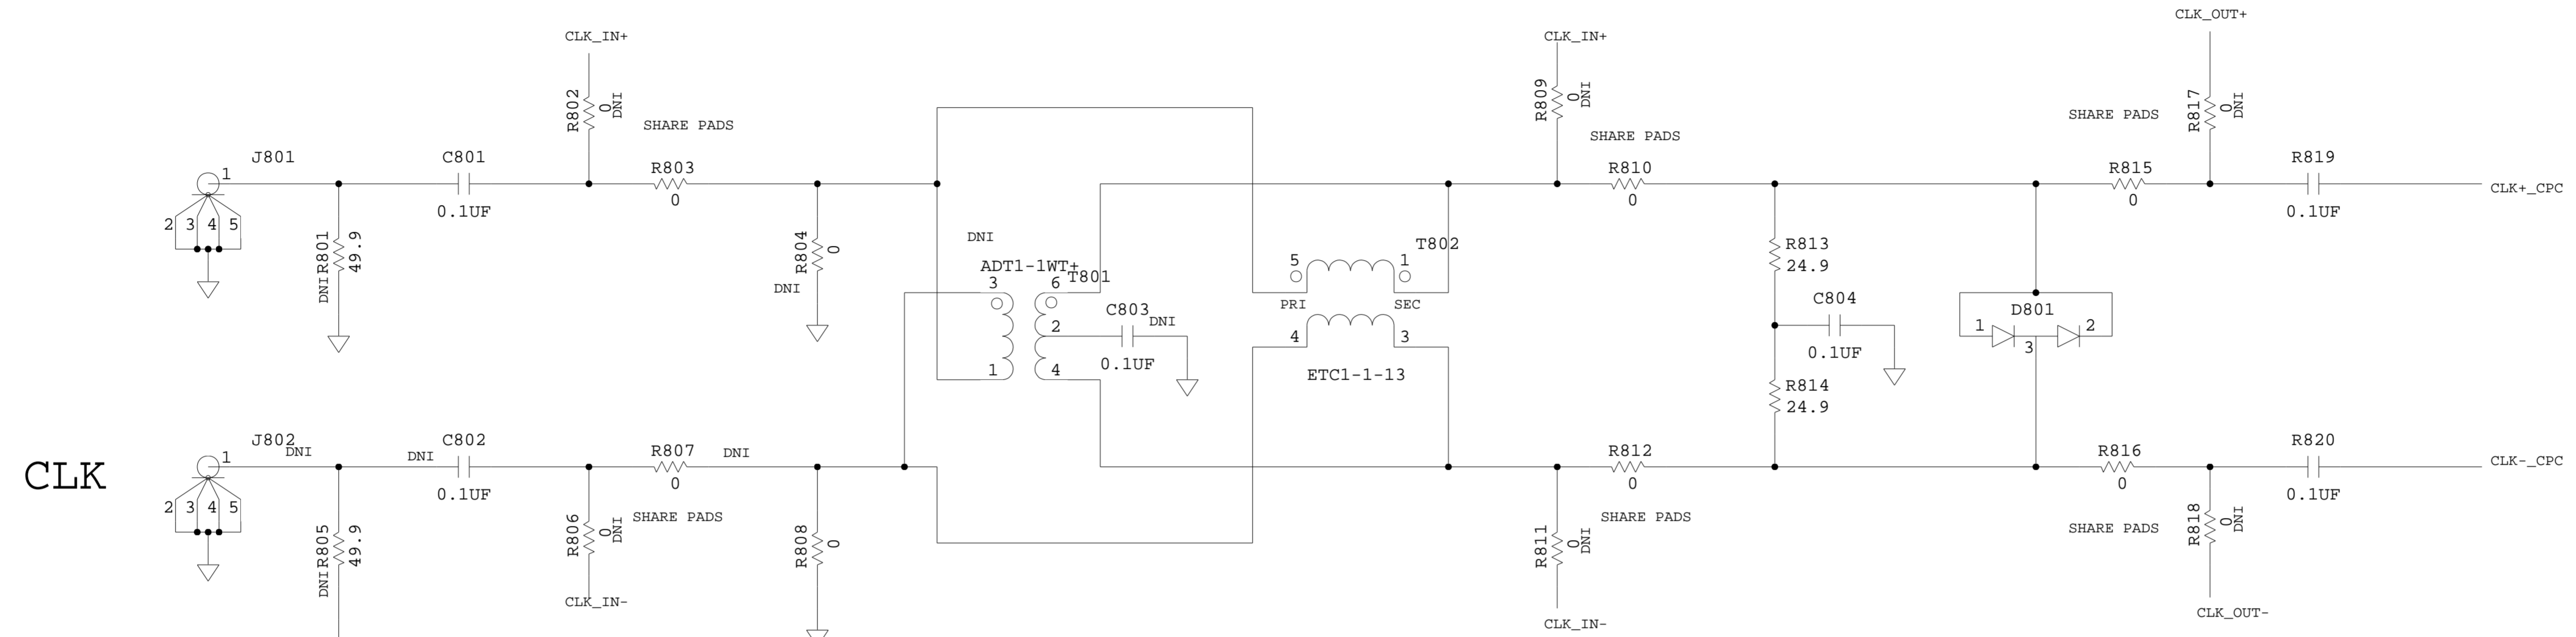 CLK_OUT+
CLK_IN+
CLK_IN+
R802
0
DNI
SHARE PADS
R809
0
DNI
SHARE PADS
SHARE PADS
R817
0
DNI
J801
1
2
3
4
5
C801
0.1UF
R803
0
R810
0
R815
0
R819
0.1UF
CLK+_CPC
DNI
R801
49.9
R804
0
DNI
DNI
ADT1-1WT+
T801
3
1
6
2
4
C803
DNI
0.1UF
T802
5
1
PRI
SEC
4
3
ETC1-1-13
R813
24.9
C804
0.1UF
R814
24.9
D801
1
2
3
CLK
J802
DNI
1
2
3
4
5
DNI
C802
0.1UF
R807
0
DNI
R812
0
R816
0
R820
0.1UF
CLK-_CPC
DNI
R805
49.9
R806
0
DNI
SHARE PADS
R808
0
R811
0
DNI
SHARE PADS
SHARE PADS
R818
0
DNI
CLK_IN-
CLK_IN-
CLK_OUT-